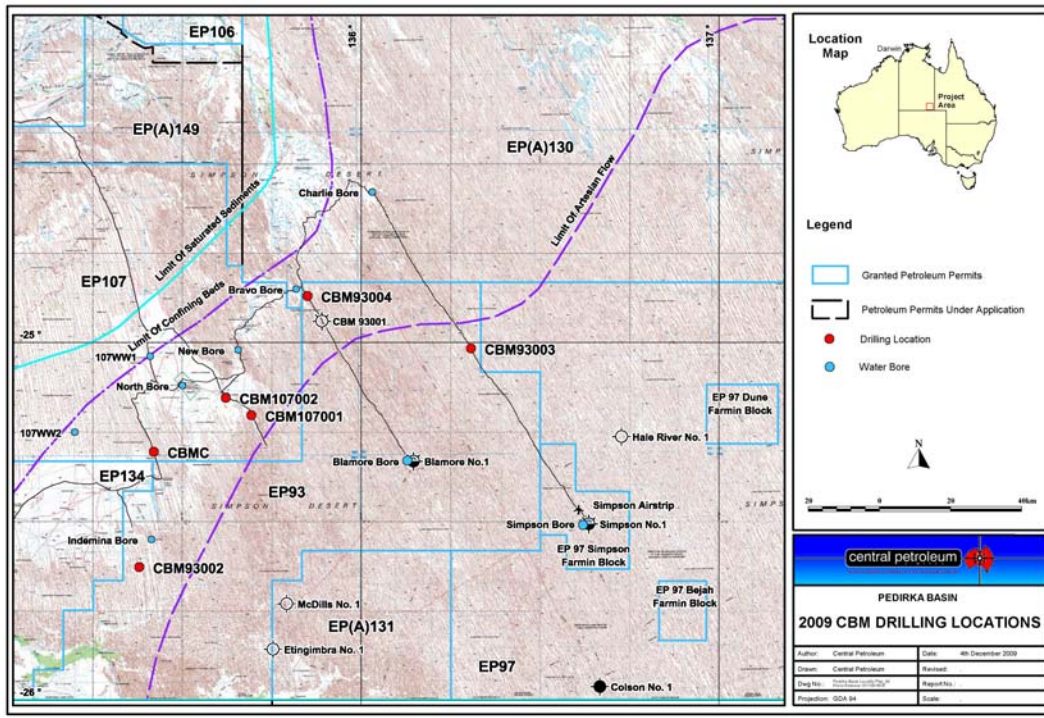 EP106
136°
137°
EP(A)149
EP(A)130
SIMPSON
DESERT
SIMP
Charlie Bore
Limit Of Saturated Sediments
Limit Of Artesian Flow
EP107
Limit Of Confining Beds
Bravo Bore
CBM93004
CBM 93001
-25 °
107WW1
New Bore
CBM93003
North Bore
CBM107002
EP 97 Dune
Farmin Block
CBM107001
107WW2
Hale River No. 1
CBMC
Blamore Bore
Blamore No.1
EP134
EP93
SIMPSON
DESERT
SIMPS
Simpson Airstrip
Simpson Bore
Simpson No.1
Indemina Bore
EP 97 Simpson
Farmin Block
CBM93002
EP 97 Bejah
Farmin Block
McDills No. 1
EP(A)131
Etingimbra No. 1
EP97
Colson No. 1
-26 °
Location
Map
Darwin
Project
Area
Legend
Granted Petroleum Permits
Petroleum Permits Under Application
Drilling Location
Water Bore
N
20 0 20 40km
central petroleum
PEDIRKA BASIN
2009 CBM DRILLING LOCATIONS
Author: Central Petroleum Date: 4th December 2009
Drawn: Central Petroleum Revised:
Dwg No.: Report No.:
Projection: GDA 94 Scale: